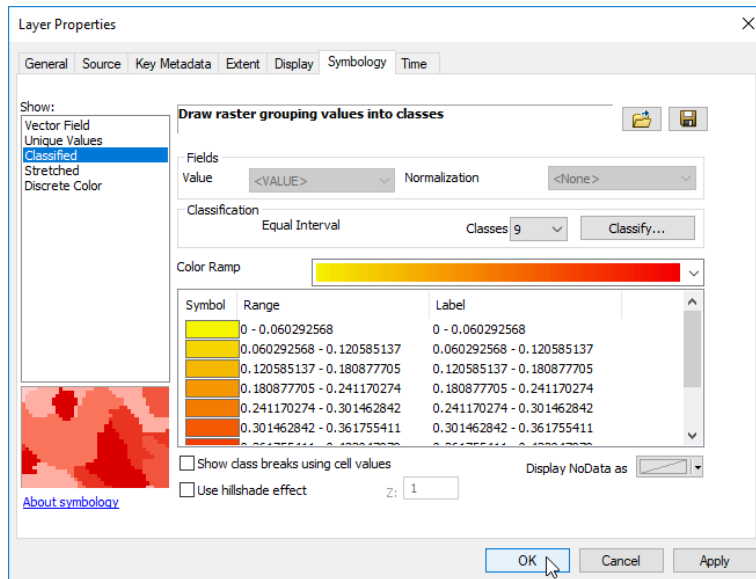 Layer Properties
General Source Key Metadata Extent Display Symbology Time
Show:
Vector Field
Unique Values
Classified
Stretched
Discrete Color
About symbology
Draw raster grouping values into classes
Fields
Value <VALUE> Normalization <None>
Classification
Equal Interval Classes 9 Classify...
Color Ramp
Symbol Range Label
0 - 0.060292568 0 - 0.060292568
0.060292568 - 0.120585137 0.060292568 - 0.120585137
0.120585137 - 0.180877705 0.120585137 - 0.180877705
0.180877705 - 0.241170274 0.180877705 - 0.241170274
0.241170274 - 0.301462842 0.241170274 - 0.301462842
0.301462842 - 0.361755411 0.301462842 - 0.361755411
Show class breaks using cell values Display NoData as
Use hillshade effect Z: 1
OK Cancel Apply